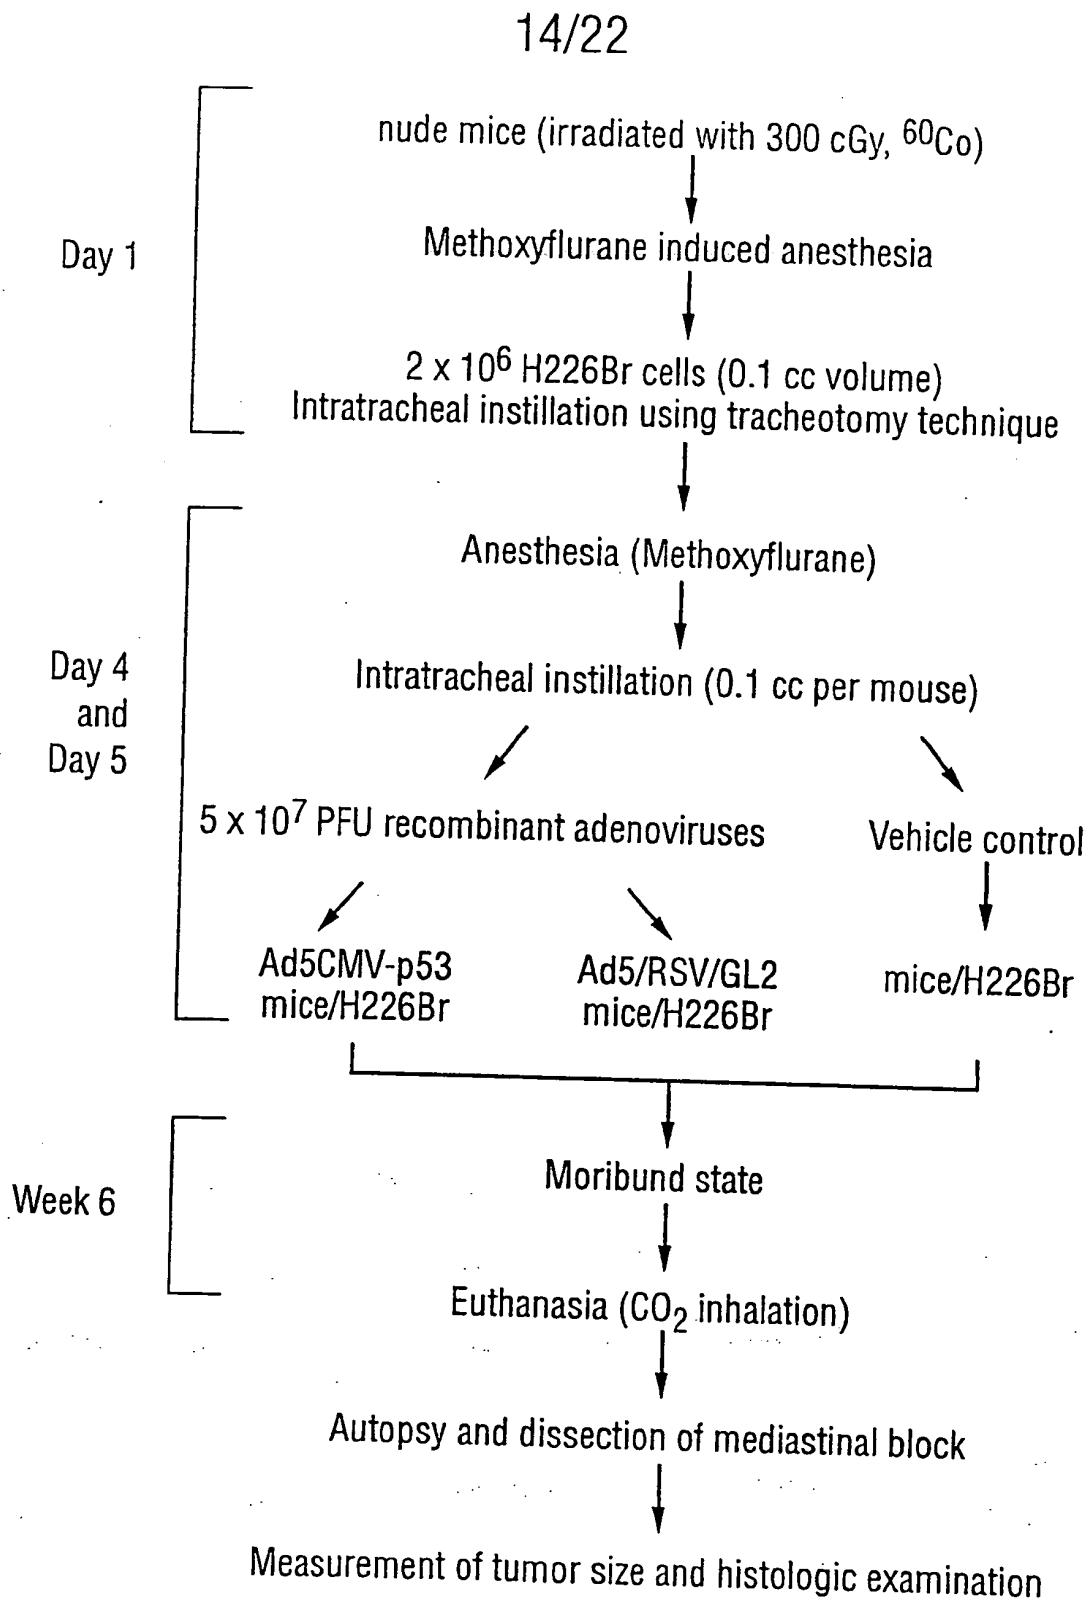 14/22
nude mice (irradiated with 300 cGy, ⁶⁰Co)
Day 1
Methoxyflurane induced anesthesia
2 x 10⁶ H226Br cells (0.1 cc volume)
Intratracheal instillation using tracheotomy technique
Anesthesia (Methoxyflurane)
Day 4
and
Day 5
Intratracheal instillation (0.1 cc per mouse)
5 x 10⁷ PFU recombinant adenoviruses
Vehicle control
Ad5CMV-p53
mice/H226Br
Ad5/RSV/GL2
mice/H226Br
mice/H226Br
Week 6
Moribund state
Euthanasia (CO₂ inhalation)
Autopsy and dissection of mediastinal block
Measurement of tumor size and histologic examination